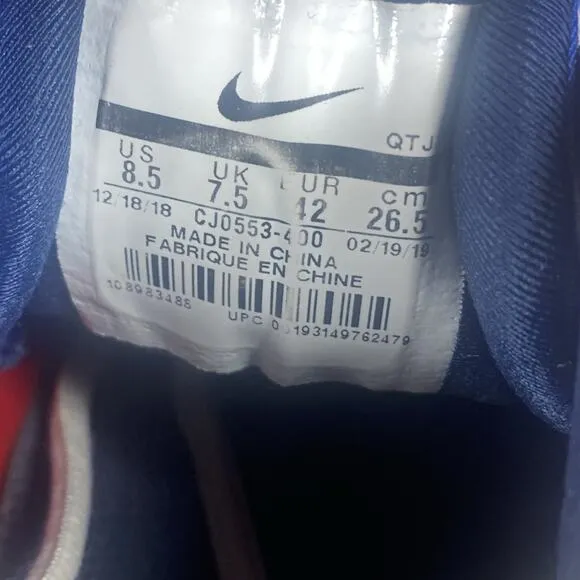 QTJ
US UK EUR cm
8.5 7.5 42 26.5
12/18/18 CJ0553-400 02/19/19
MADE IN CHINA
FABRIQUE EN CHINE
108983488
UPC 00193149762479